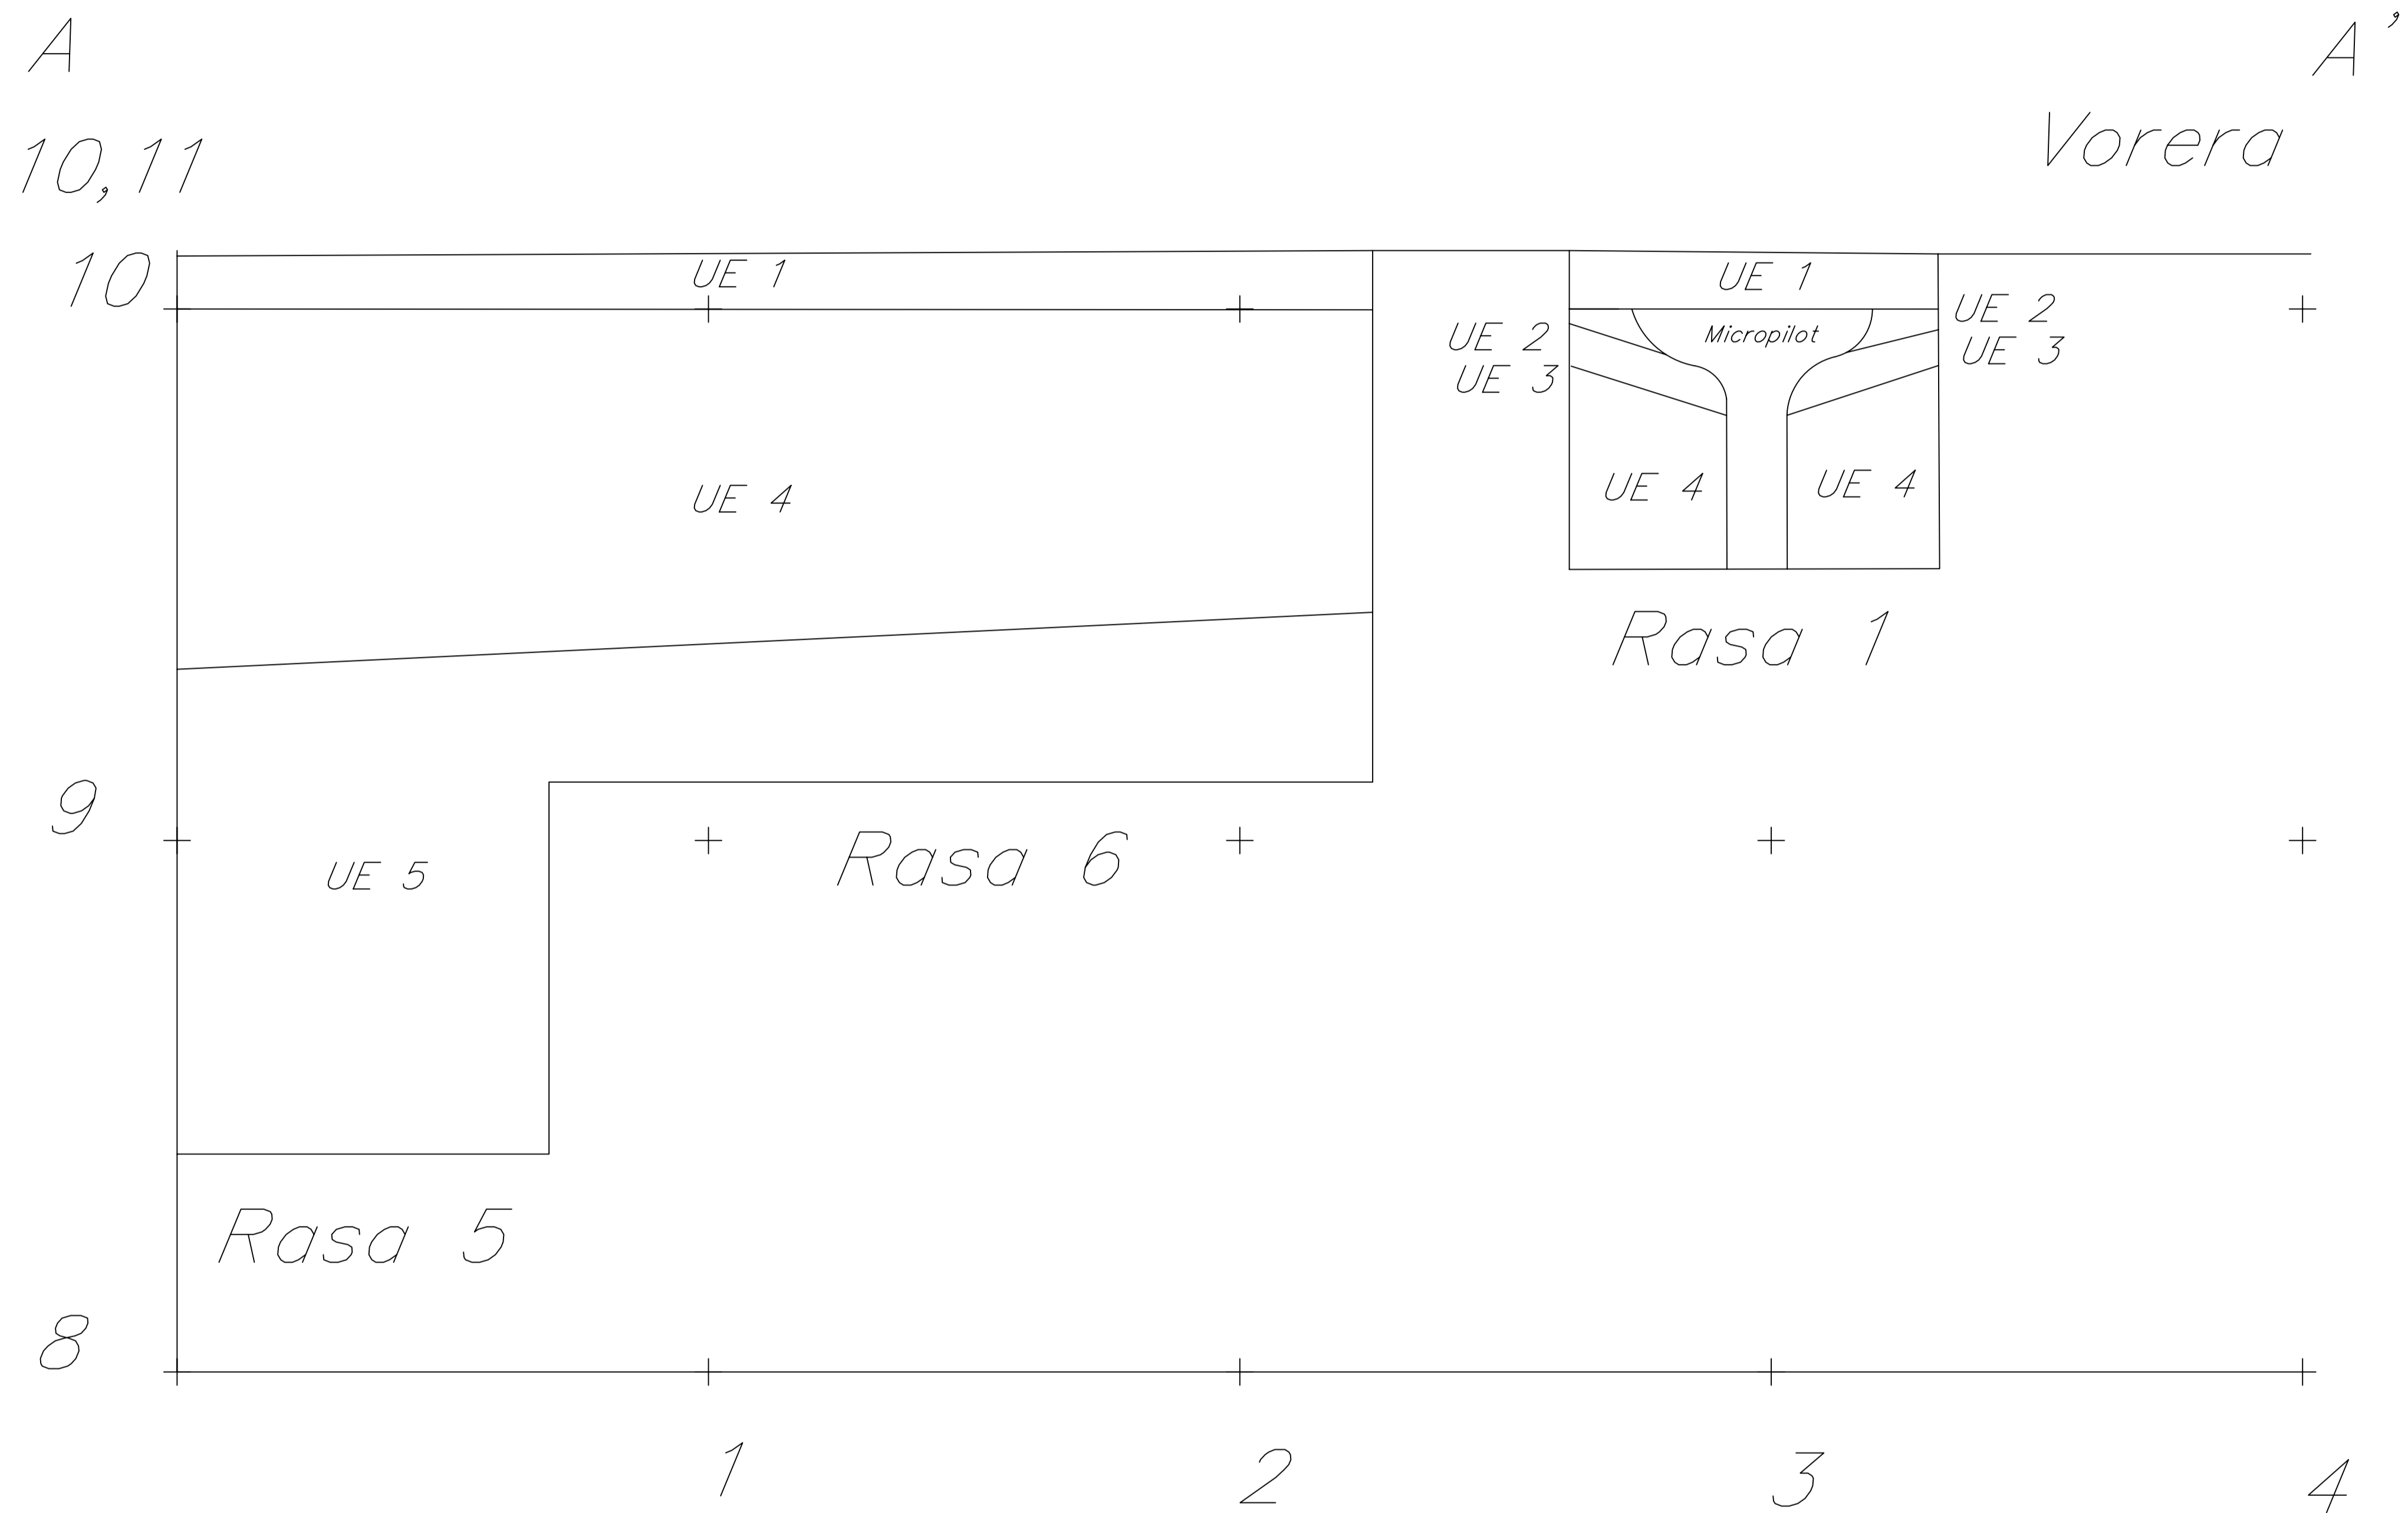 A A'
10,11 Vorera
10
UE 1 UE 1
UE 2 Micropilot UE 2
UE 3 UE 3
UE 4 UE 4 UE 4
Rasa 1
9
UE 5 Rasa 6
Rasa 5
8
1 2 3 4